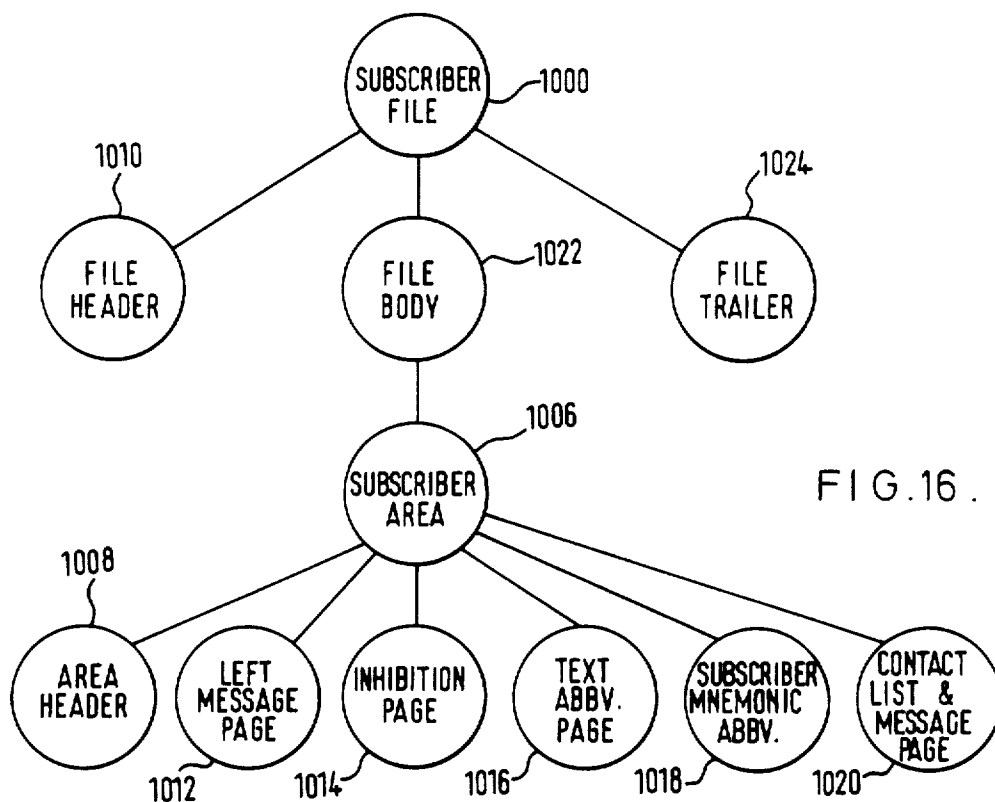 SUBSCRIBER
FILE
1000
1010
1024
FILE
HEADER
FILE
BODY
1022
FILE
TRAILER
SUBSCRIBER
AREA
1006
FIG.16.
1008
AREA
HEADER
LEFT
MESSAGE
PAGE
INHIBITION
PAGE
TEXT
ABBV.
PAGE
SUBSCRIBER
MNEMONIC
ABBV.
CONTACT
LIST &
MESSAGE
PAGE
1012
1014
1016
1018
1020